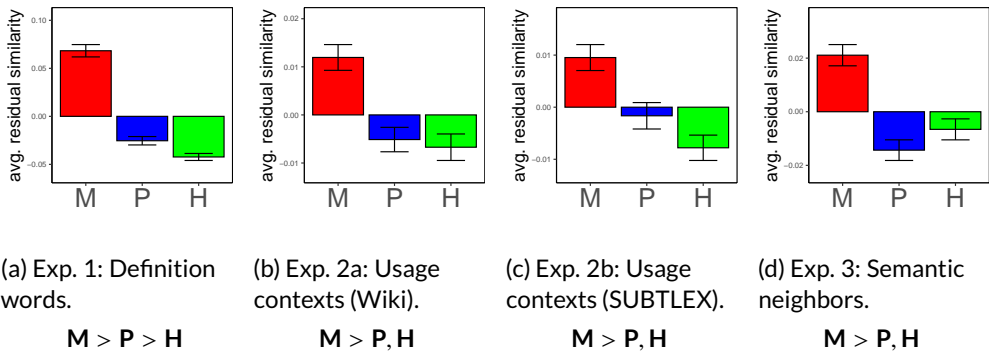 avg. residual similarity
0.10
0.05
0.00
−0.05
M P H
avg. residual similarity
0.02
0.01
0.00
−0.01
M P H
avg. residual similarity
0.01
0.00
−0.01
M P H
avg. residual similarity
0.02
0.00
−0.02
M P H
(a) Exp. 1: Definition
words.
M > P > H
(b) Exp. 2a: Usage
contexts (Wiki).
M > P, H
(c) Exp. 2b: Usage
contexts (SUBTLEX).
M > P, H
(d) Exp. 3: Semantic
neighbors.
M > P, H